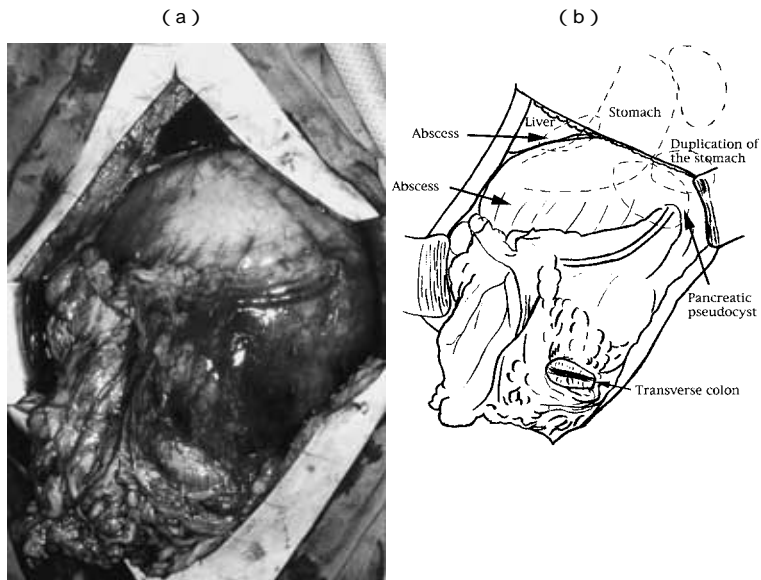 (a)
(b)
Liver
Stomach
Abscess
Duplication of
the stomach
Abscess
Pancreatic
pseudocyst
Transverse colon